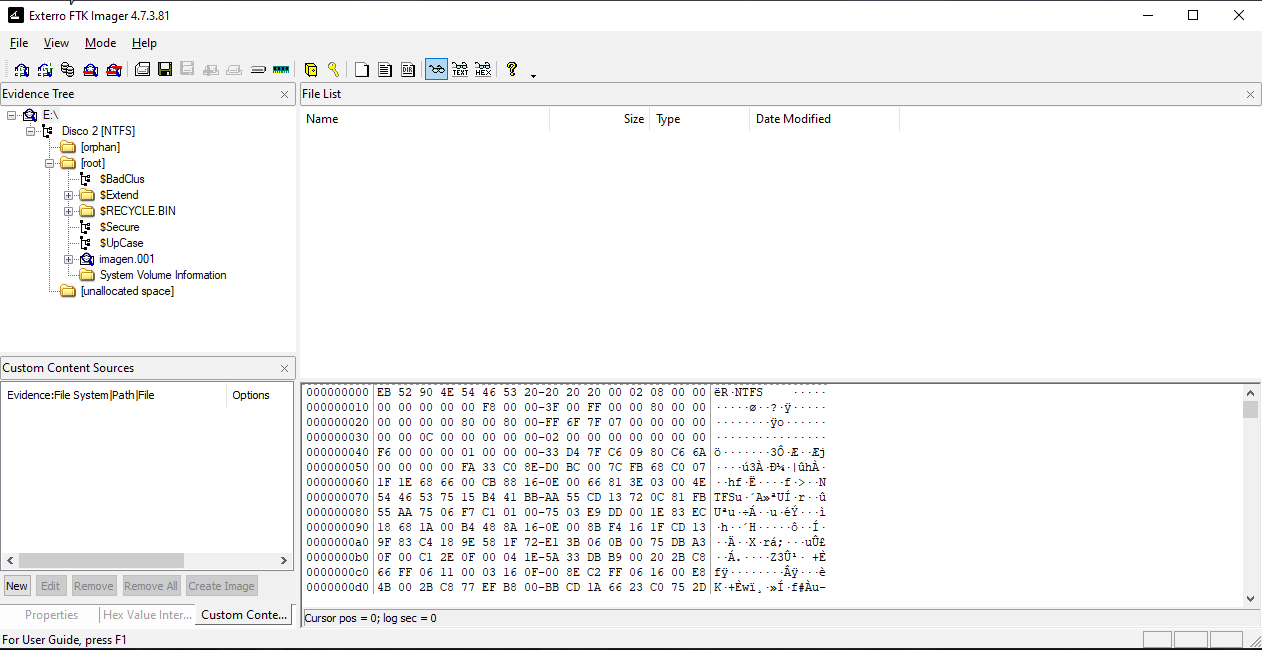 Exterro FTK Imager 4.7.3.81
File View Mode Help
Evidence Tree
File List
E:\
Disco 2 [NTFS]
[orphan]
[root]
$BadClus
$Extend
$RECYCLE.BIN
$Secure
$UpCase
imagen.001
System Volume Information
[unallocated space]
Name Size Type Date Modified
Custom Content Sources
Evidence:File System|Path|File Options
New Edit Remove Remove All Create Image
Properties Hex Value Inter... Custom Conte...
000000000 EB 52 90 4E 54 46 53 20-20 20 20 00 02 08 00 00 ëR·NTFS    ·····
000000010 00 00 00 00 00 F8 00 00-3F 00 FF 00 00 80 00 00 ·····ø··?·ÿ·····
000000020 00 00 00 00 80 00 80 00-FF 6F 7F 07 00 00 00 00 ········ÿo······
000000030 00 00 0C 00 00 00 00 00-02 00 00 00 00 00 00 00 ················
000000040 F6 00 00 00 01 00 00 00-33 D4 7F C6 09 80 C6 6A ö·······3Ô·Æ··Æj
000000050 00 00 00 00 FA 33 C0 8E-D0 BC 00 7C FB 68 C0 07 ····ú3À·Ð¼·|ûhÀ·
000000060 1F 1E 68 66 00 CB 88 16-0E 00 66 81 3E 03 00 4E ··hf·Ë····f·>··N
000000070 54 46 53 75 15 B4 41 BB-AA 55 CD 13 72 0C 81 FB TFSu·´A»ªUÍ·r··û
000000080 55 AA 75 06 F7 C1 01 00-75 03 E9 DD 00 1E 83 EC Uªu·÷Á··u·éÝ···ì
000000090 18 68 1A 00 B4 48 8A 16-0E 00 8B F4 16 1F CD 13 ·h··´H·····ô··Í·
0000000a0 9F 83 C4 18 9E 58 1F 72-E1 3B 06 0B 00 75 DB A3 ··Ä··X·rá;···uÛ£
0000000b0 0F 00 C1 2E 0F 00 04 1E-5A 33 DB B9 00 20 2B C8 ··Á.····Z3Û¹· +È
0000000c0 66 FF 06 11 00 03 16 0F-00 8E C2 FF 06 16 00 E8 fÿ········Âÿ···è
0000000d0 4B 00 2B C8 77 EF B8 00-BB CD 1A 66 23 C0 75 2D K·+Èwï¸·»Í·f#Àu-
Cursor pos = 0; log sec = 0
For User Guide, press F1